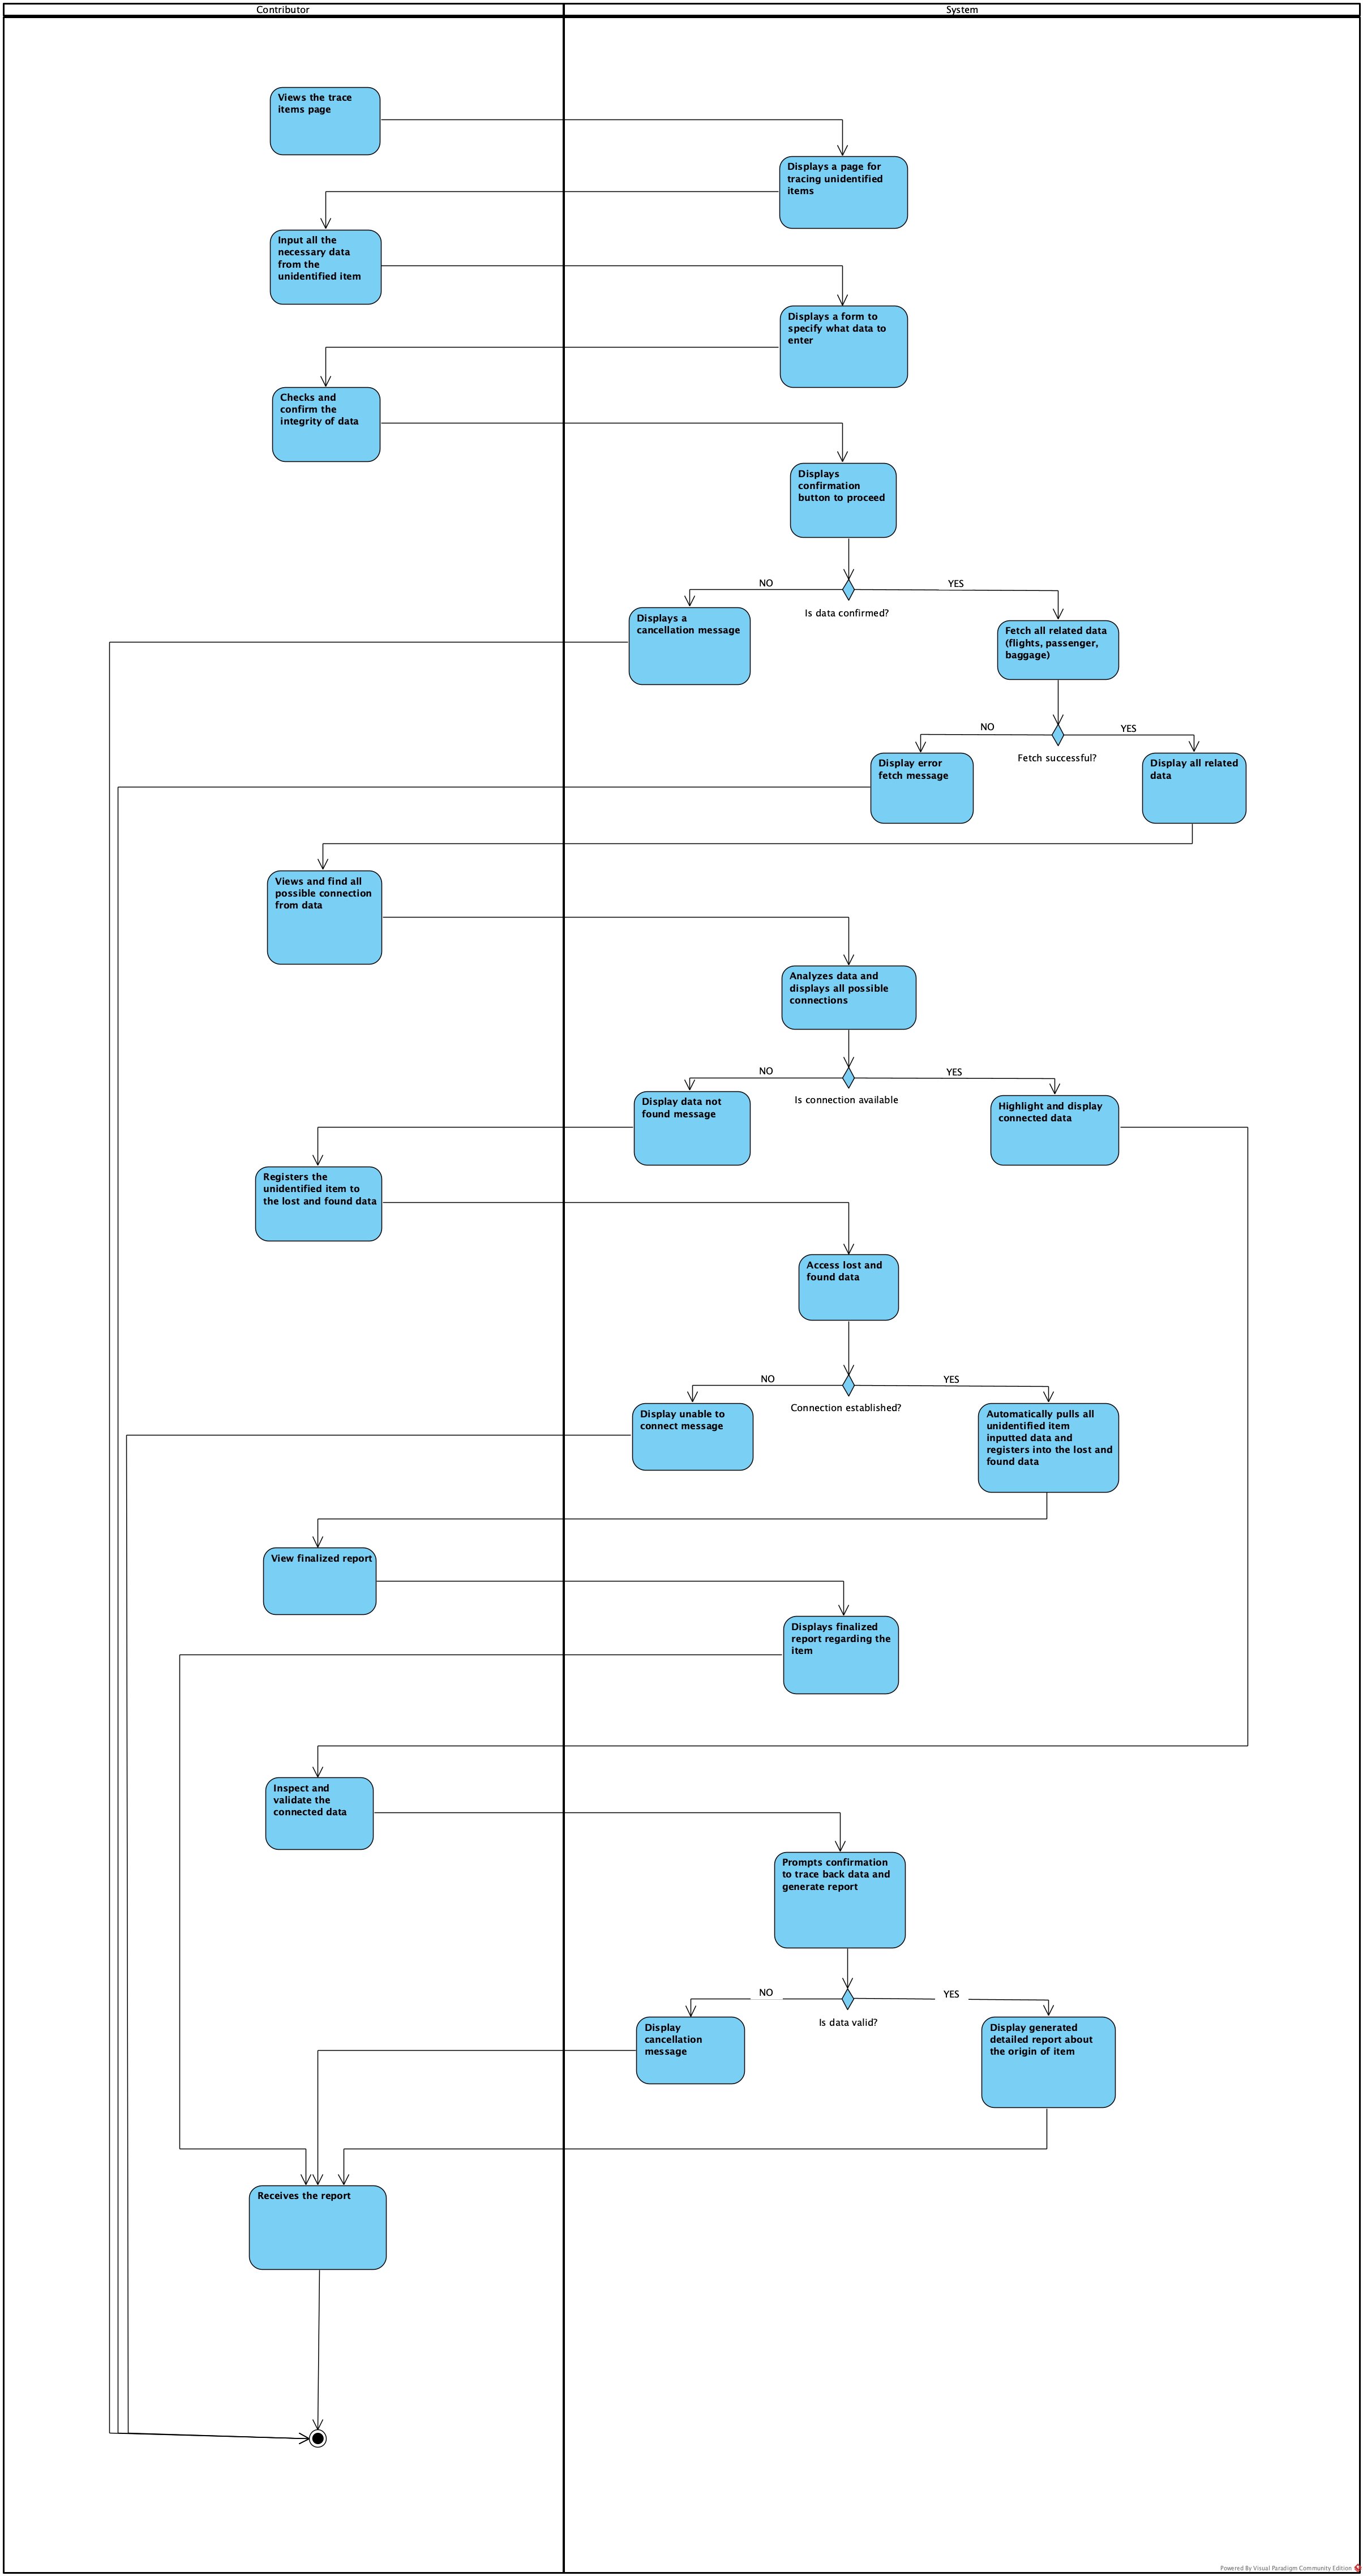 Contributor
System
Views the trace
items page
Displays a page for
tracing unidentified
items
Input all the
necessary data
from the
unidentified item
Displays a form to
specify what data to
enter
Checks and
confirm the
integrity of data
Displays
confirmation
button to proceed
NO
YES
Is data confirmed?
Displays a
cancellation message
Fetch all related data
(flights, passenger,
baggage)
NO
YES
Fetch successful?
Display error
fetch message
Display all related
data
Views and find all
possible connection
from data
Analyzes data and
displays all possible
connections
NO
YES
Is connection available
Display data not
found message
Highlight and display
connected data
Registers the
unidentified item to
the lost and found data
Access lost and
found data
NO
YES
Connection established?
Display unable to
connect message
Automatically pulls all
unidentified item
inputted data and
registers into the lost and
found data
View finalized report
Displays finalized
report regarding the
item
Inspect and
validate the
connected data
Prompts confirmation
to trace back data and
generate report
NO
YES
Is data valid?
Display
cancellation
message
Display generated
detailed report about
the origin of item
Receives the report
Powered By Visual Paradigm Community Edition